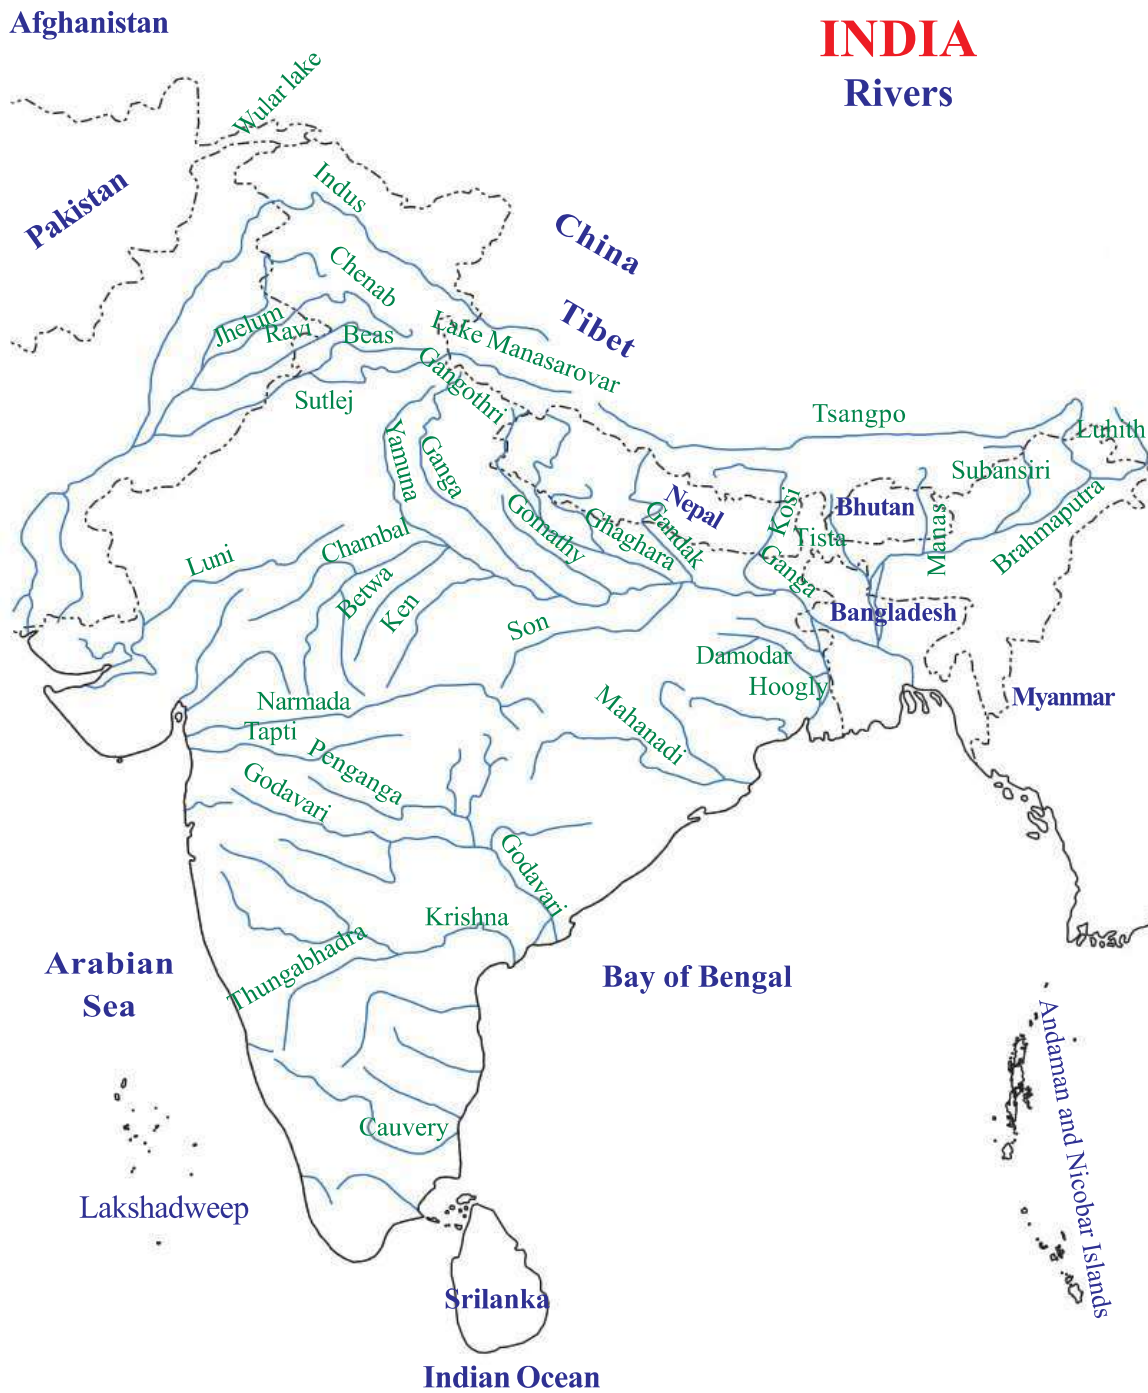 Afghanistan
INDIA
Rivers
Wular lake
Pakistan
Indus
China
Chenab
Tibet
Jhelum
Ravi
Beas
Lake Manasarovar
Gangothri
Sutlej
Tsangpo
Luhith
Yamuna
Ganga
Subansiri
Nepal
Bhutan
Kosi
Gomathy
Ghaghara
Gandak
Tista
Manas
Brahmaputra
Luni
Chambal
Ganga
Betwa
Ken
Bangladesh
Son
Damodar
Hoogly
Myanmar
Narmada
Mahanadi
Tapti
Penganga
Godavari
Godavari
Krishna
Thungabhadra
Arabian
Sea
Bay of Bengal
Andaman and Nicobar Islands
Cauvery
Lakshadweep
Srilanka
Indian Ocean